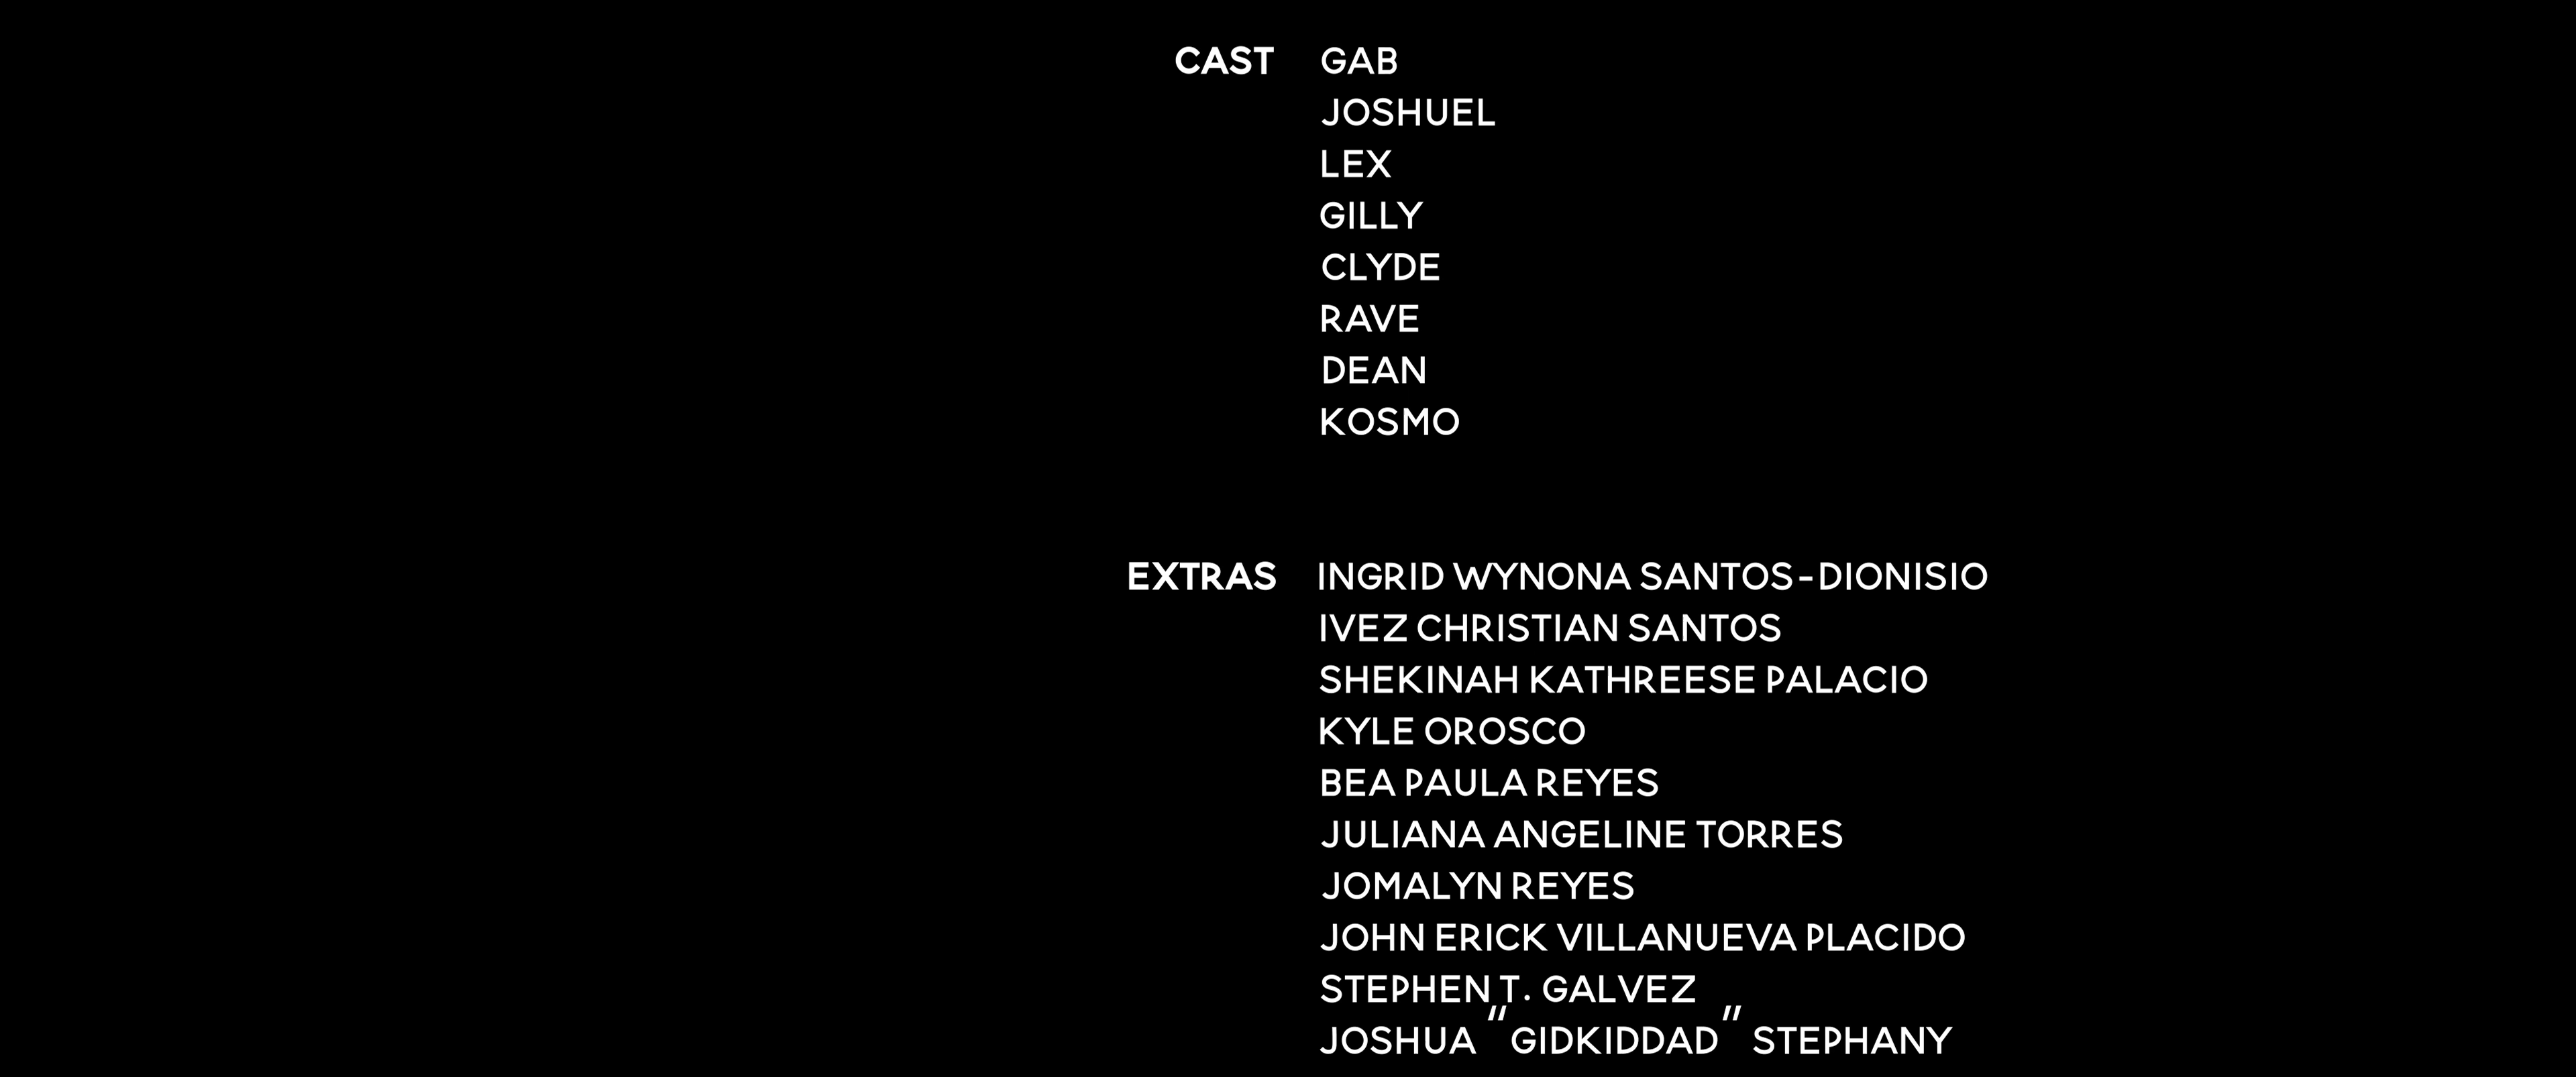 CAST GAB
JOSHUEL
LEX
GILLY
CLYDE
RAVE
DEAN
KOSMO
EXTRAS INGRID WYNONA SANTOS-DIONISIO
IVEZ CHRISTIAN SANTOS
SHEKINAH KATHREESE PALACIO
KYLE OROSCO
BEA PAULA REYES
JULIANA ANGELINE TORRES
JOMALYN REYES
JOHN ERICK VILLANUEVA PLACIDO
STEPHEN T. GALVEZ
JOSHUA "GIDKIDDAD" STEPHANY